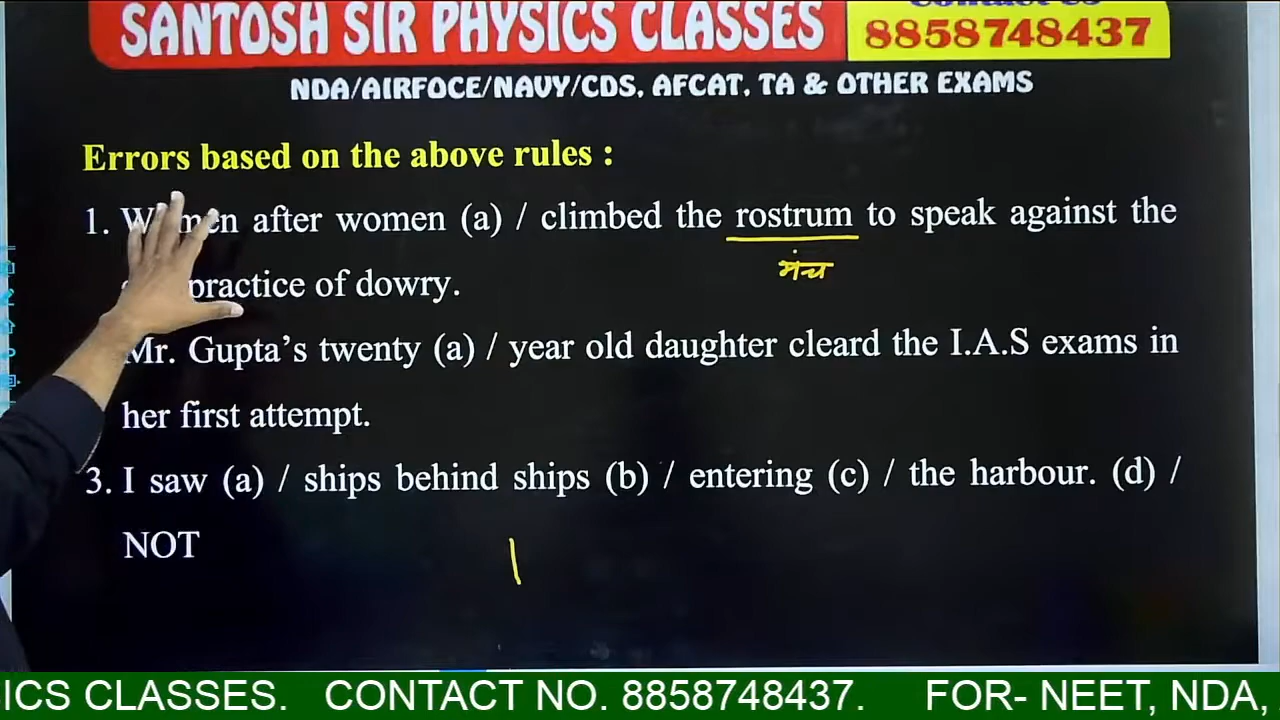 SANTOSH SIR PHYSICS CLASSES
8858748437
NDA/AIRFOCE/NAVY/CDS, AFCAT, TA & OTHER EXAMS
Errors based on the above rules :
1. Women after women (a) / climbed the rostrum to speak against the
मंच
practice of dowry.
Mr. Gupta's twenty (a) / year old daughter cleard the I.A.S exams in
her first attempt.
3. I saw (a) / ships behind ships (b) / entering (c) / the harbour. (d) /
NOT
ICS CLASSES. CONTACT NO. 8858748437. FOR- NEET, NDA,